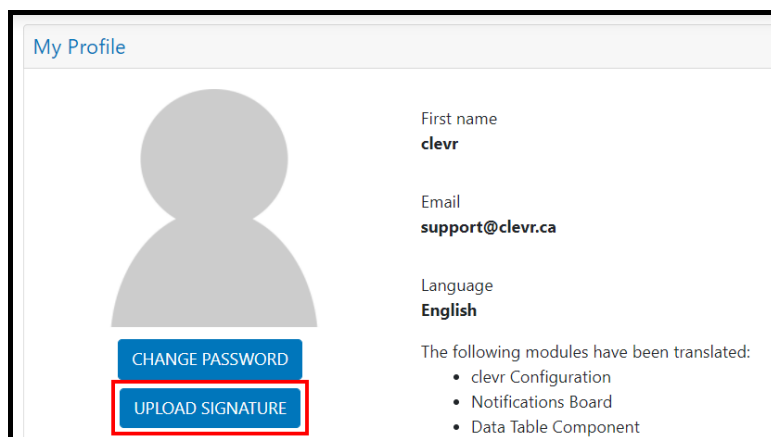 My Profile
First name
clevr
Email
support@clevr.ca
Language
English
CHANGE PASSWORD
UPLOAD SIGNATURE
The following modules have been translated:
• clevr Configuration
• Notifications Board
• Data Table Component